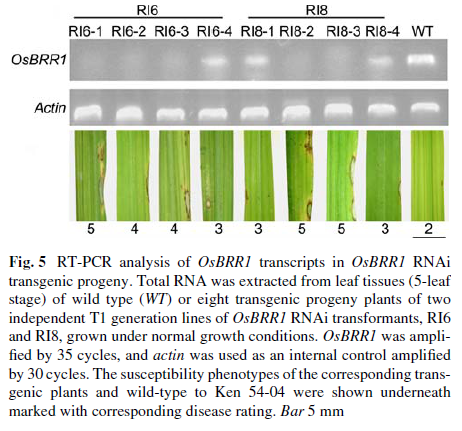 RI6 RI8
RI6-1 RI6-2 RI6-3 RI6-4 RI8-1 RI8-2 RI8-3 RI8-4 WT
OsBRR1
Actin
5 4 4 3 3 5 5 3 2
Fig. 5 RT-PCR analysis of OsBRR1 transcripts in OsBRR1 RNAi
transgenic progeny. Total RNA was extracted from leaf tissues (5-leaf
stage) of wild type (WT) or eight transgenic progeny plants of two
independent T1 generation lines of OsBRR1 RNAi transformants, RI6
and RI8, grown under normal growth conditions. OsBRR1 was ampli-
fied by 35 cycles, and actin was used as an internal control amplified
by 30 cycles. The susceptibility phenotypes of the corresponding trans-
genic plants and wild-type to Ken 54-04 were shown underneath
marked with corresponding disease rating. Bar 5 mm